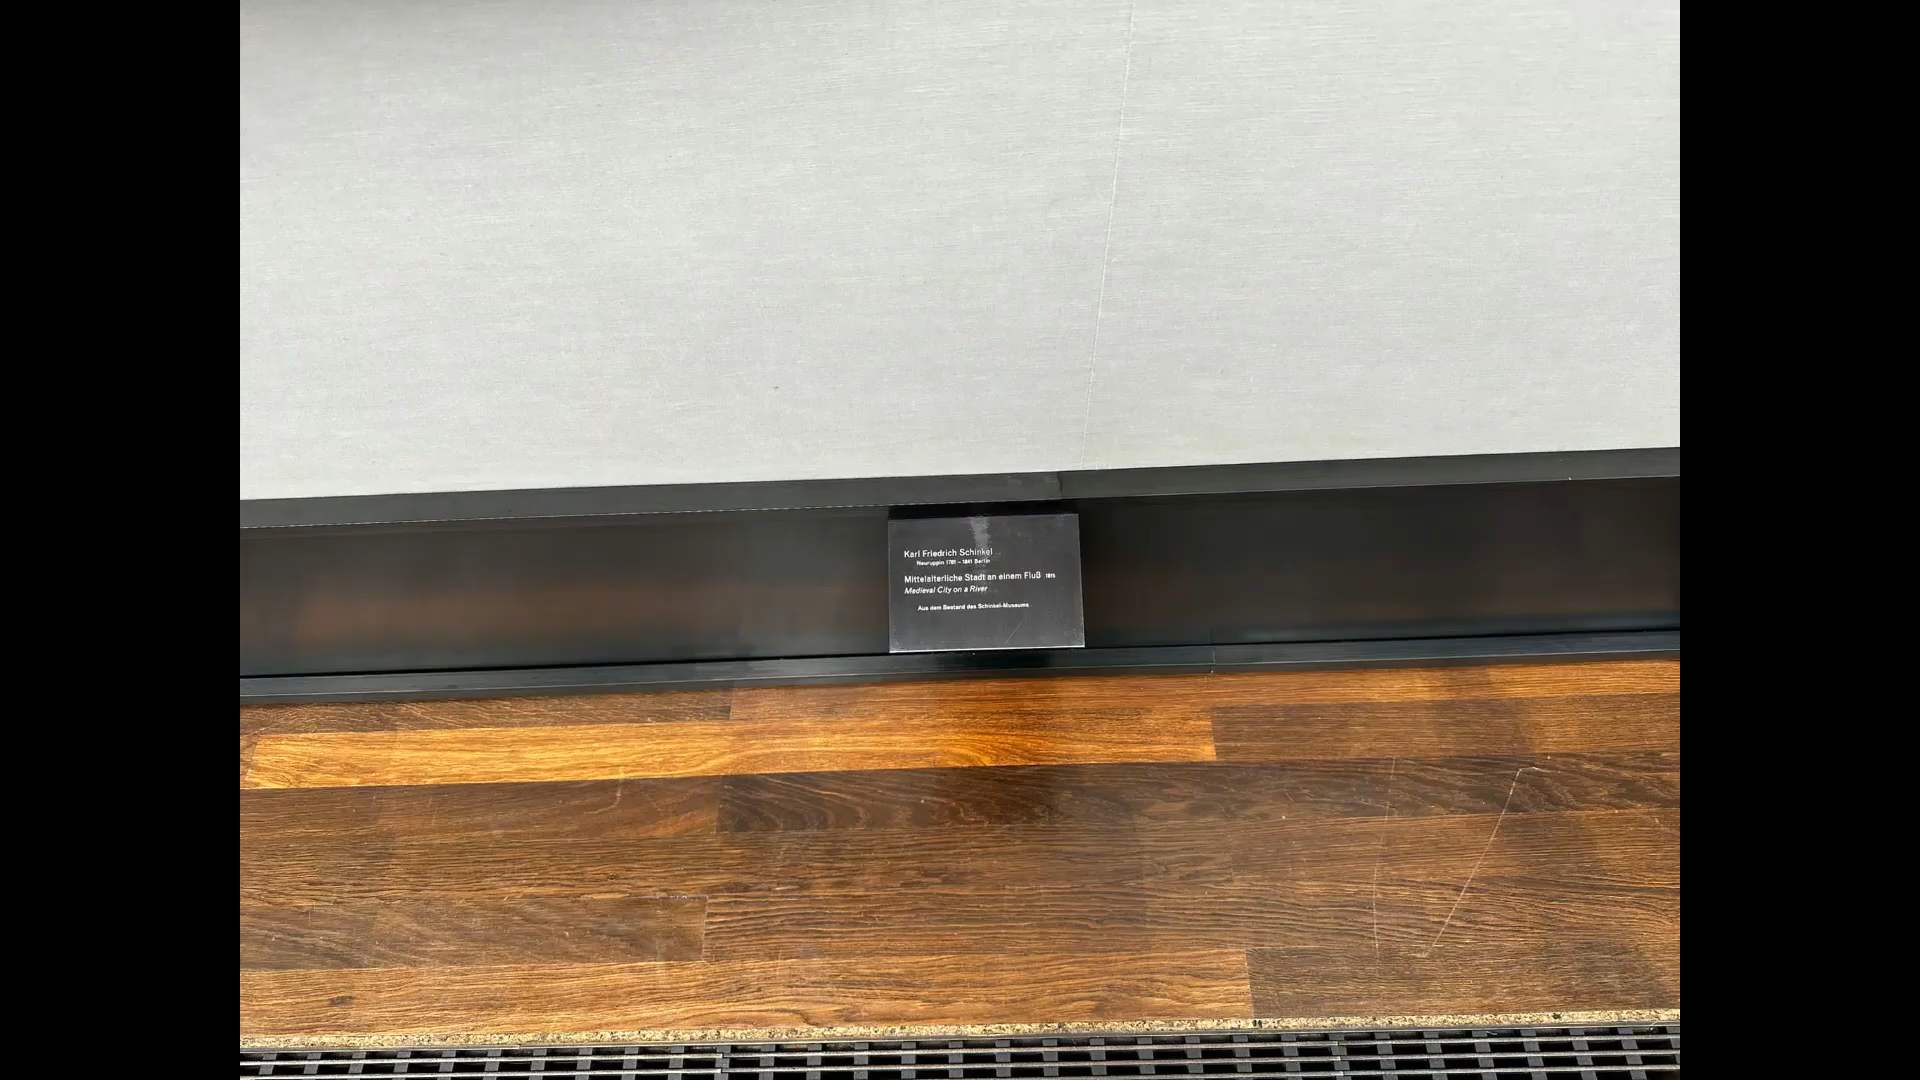 Karl Friedrich Schinkel
Neuruppin 1781 – 1841 Berlin
Mittelalterliche Stadt an einem Fluß 1815
Medieval City on a River
Aus dem Bestand des Schinkel-Museums